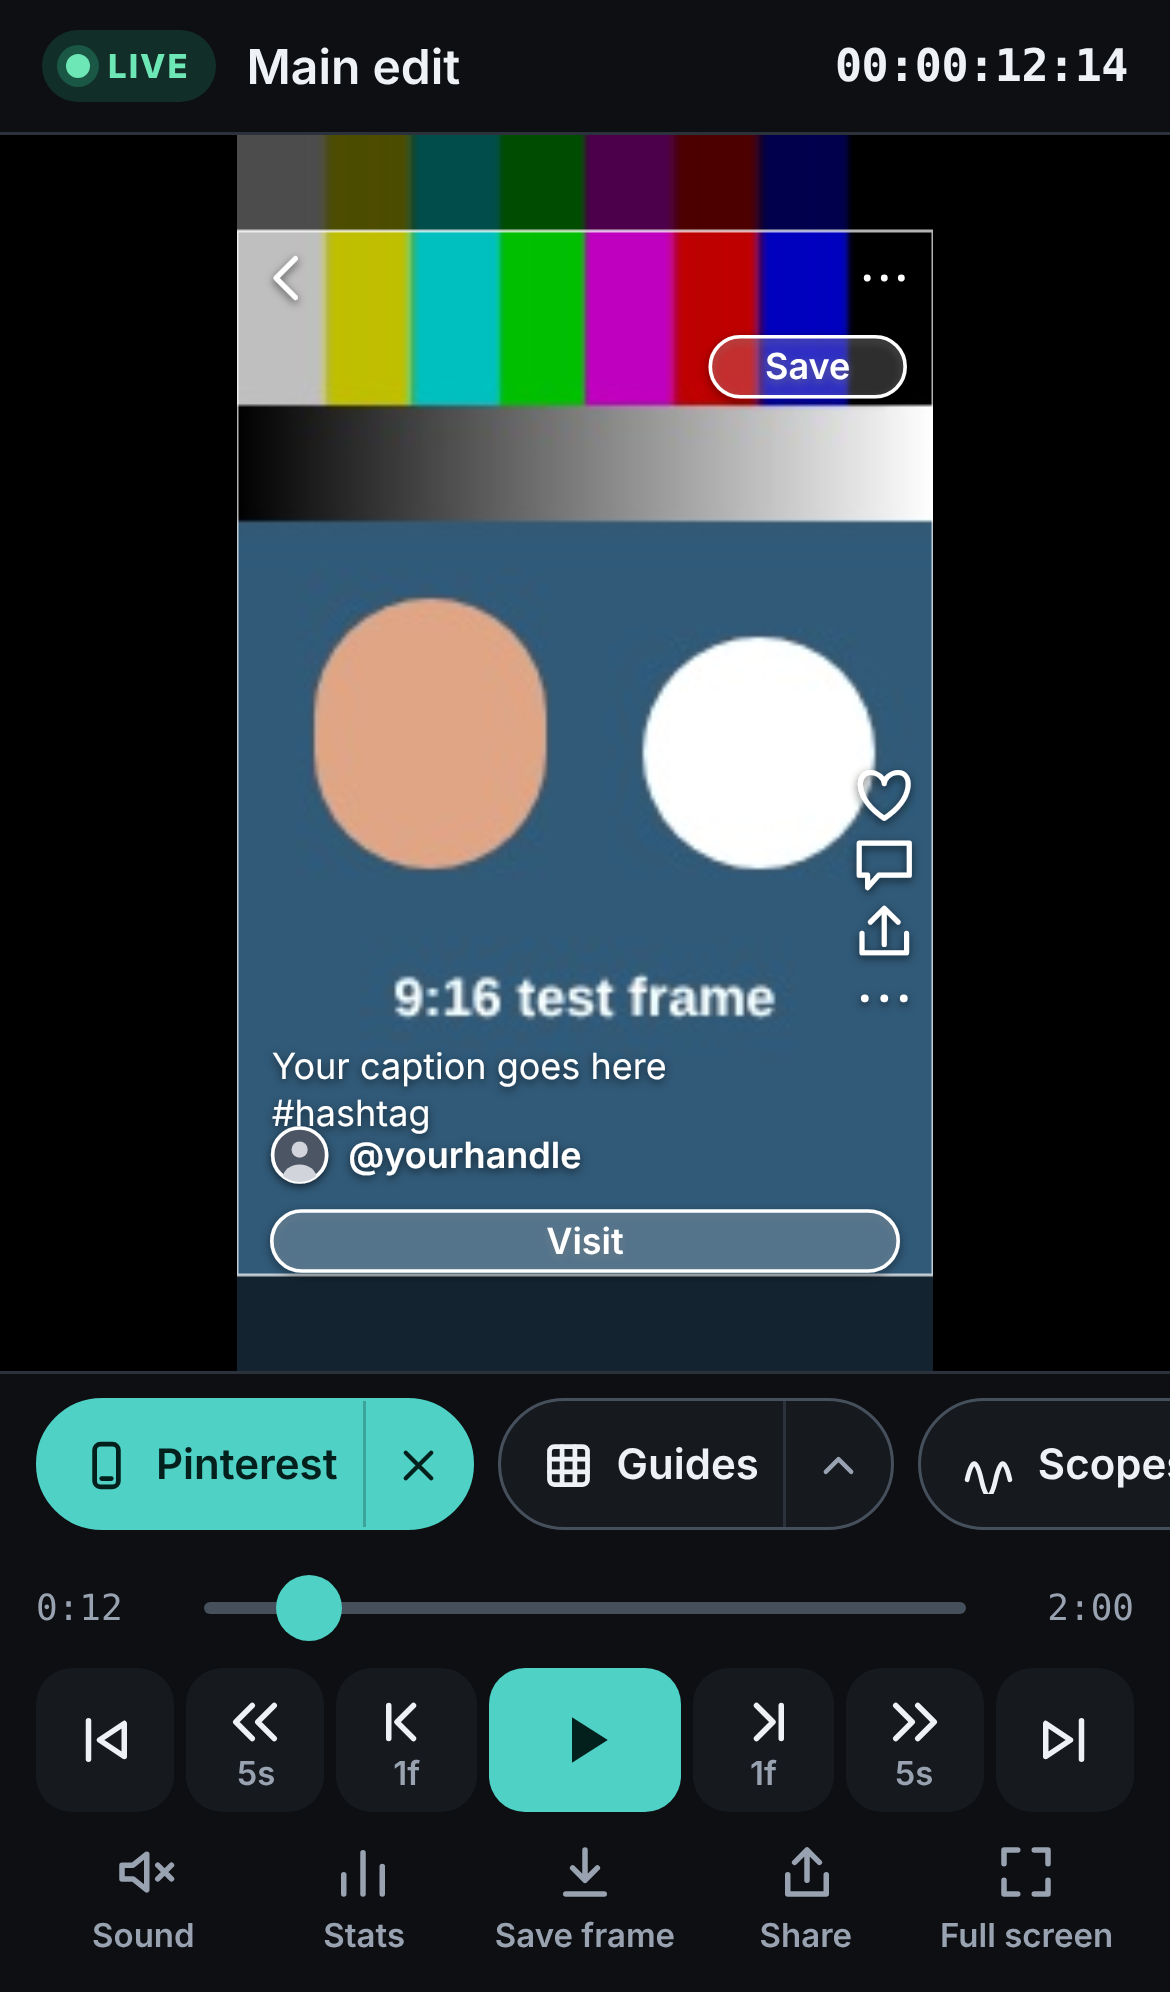 LIVE
Main edit
00:00:12:14
Save
9:16 test frame
Your caption goes here
#hashtag
@yourhandle
Visit
Pinterest
Guides
Scopes
0:12
2:00
5s
1f
1f
5s
Sound
Stats
Save frame
Share
Full screen